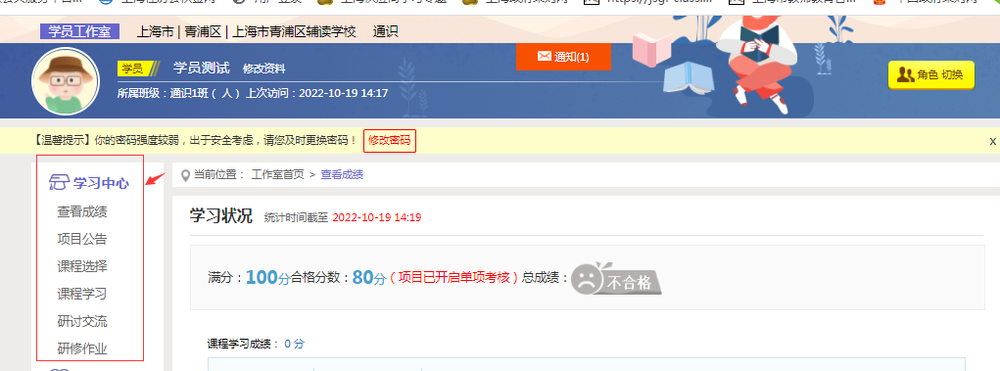 学员工作室 上海市 | 青浦区 | 上海市青浦区辅读学校 通识
学员 学员测试 修改资料
通知(1)
角色 切换
所属班级：通识1班（ 人）上次访问：2022-10-19 14:17
【温馨提示】你的密码强度较弱，出于安全考虑，请您及时更换密码！ 修改密码 x
学习中心
查看成绩
项目公告
课程选择
课程学习
研讨交流
研修作业
当前位置： 工作室首页 > 查看成绩
学习状况 统计时间截至 2022-10-19 14:19
满分：100分合格分数：80分（项目已开启单项考核）总成绩：不合格
课程学习成绩： 0 分